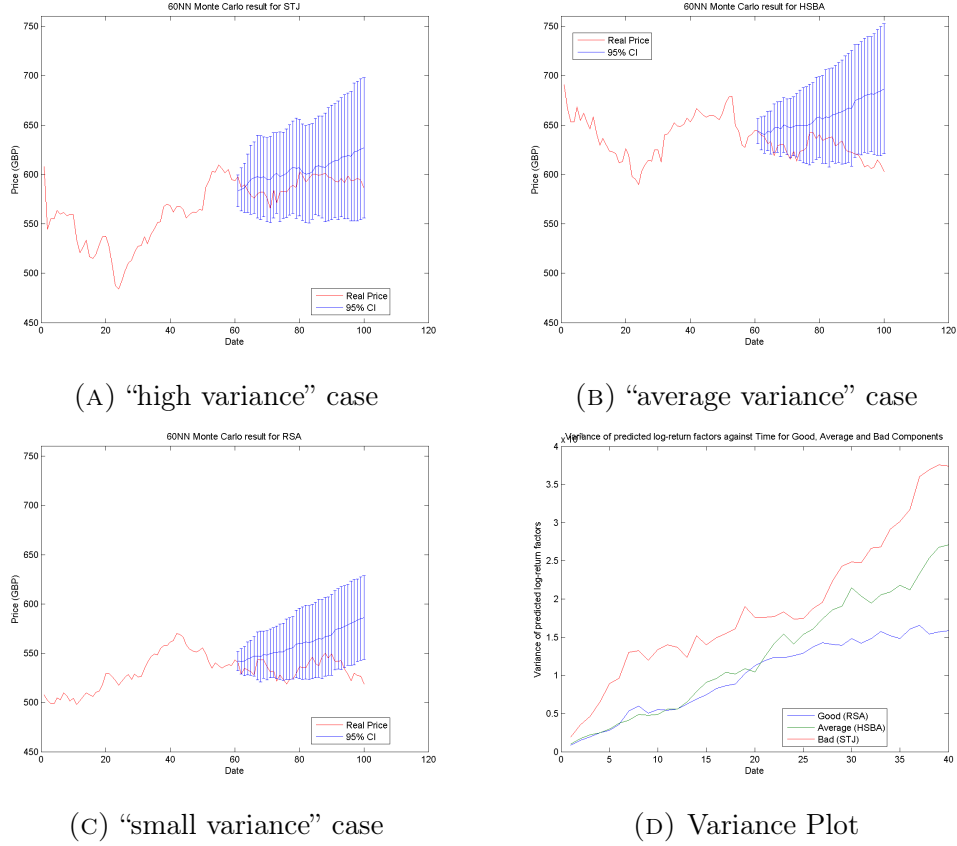 60NN Monte Carlo result for STJ
750
700
650
600
550
500
450
0 20 40 60 80 100 120
Price (GBP)
Date
Real Price
95% CI
(A) “high variance” case
60NN Monte Carlo result for HSBA
750
700
650
600
550
500
450
0 20 40 60 80 100 120
Price (GBP)
Date
Real Price
95% CI
(B) “average variance” case
60NN Monte Carlo result for RSA
750
700
650
600
550
500
450
0 20 40 60 80 100 120
Price (GBP)
Date
Real Price
95% CI
(C) “small variance” case
Variance of predicted log-return factors against Time for Good, Average and Bad Components
4
3.5
3
2.5
2
1.5
1
0.5
0
0 5 10 15 20 25 30 35 40
Variance of predicted log-return factors
Date
Good (RSA)
Average (HSBA)
Bad (STJ)
(D) Variance Plot